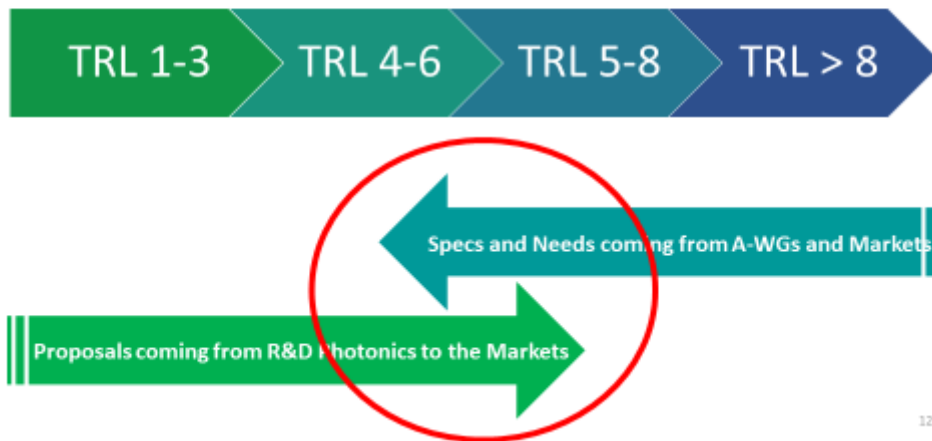 TRL 1-3
TRL 4-6
TRL 5-8
TRL > 8
Specs and Needs coming from A-WGs and Markets
Proposals coming from R&D Photonics to the Markets
12